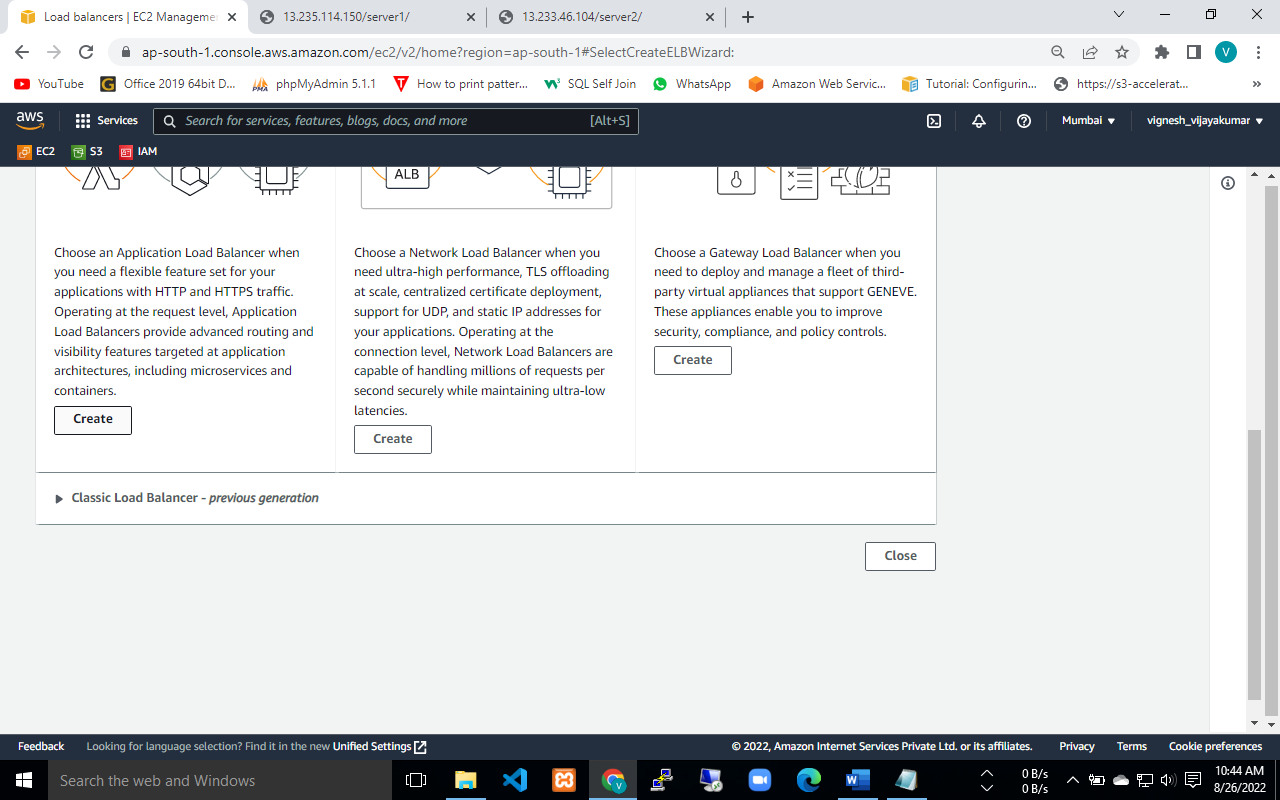 Load balancers | EC2 Managemen
13.235.114.150/server1/
13.233.46.104/server2/
ap-south-1.console.aws.amazon.com/ec2/v2/home?region=ap-south-1#SelectCreateELBWizard:
V
YouTube
Office 2019 64bit D...
phpMyAdmin 5.1.1
How to print patter...
SQL Self Join
WhatsApp
Amazon Web Servic...
Tutorial: Configurin...
https://s3-accelerat...
»
aws
Services
Search for services, features, blogs, docs, and more
[Alt+S]
Mumbai
vignesh_vijayakumar
EC2
S3
IAM
ALB
Choose an Application Load Balancer when
you need a flexible feature set for your
applications with HTTP and HTTPS traffic.
Operating at the request level, Application
Load Balancers provide advanced routing and
visibility features targeted at application
architectures, including microservices and
containers.
Create
Choose a Network Load Balancer when you
need ultra-high performance, TLS offloading
at scale, centralized certificate deployment,
support for UDP, and static IP addresses for
your applications. Operating at the
connection level, Network Load Balancers are
capable of handling millions of requests per
second securely while maintaining ultra-low
latencies.
Create
Choose a Gateway Load Balancer when you
need to deploy and manage a fleet of third-
party virtual appliances that support GENEVE.
These appliances enable you to improve
security, compliance, and policy controls.
Create
Classic Load Balancer - previous generation
Close
Feedback
Looking for language selection? Find it in the new Unified Settings
© 2022, Amazon Internet Services Private Ltd. or its affiliates.
Privacy
Terms
Cookie preferences
Search the web and Windows
0 B/s
0 B/s
10:44 AM
8/26/2022